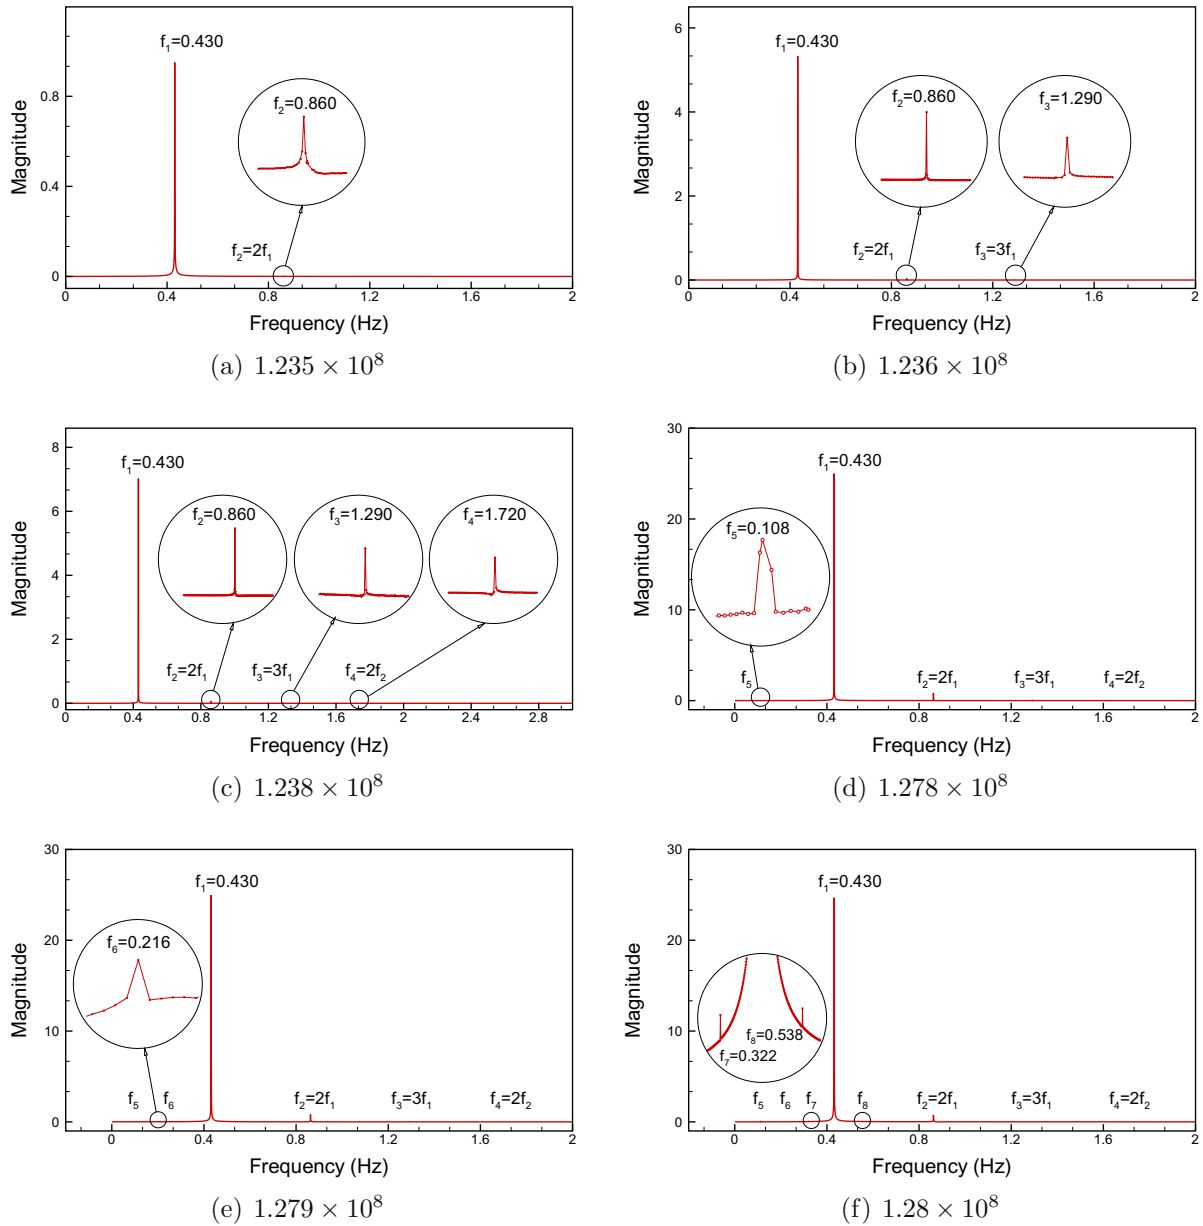 f1=0.430
f2=0.860
f2=2f1
0.8
0.4
0
Magnitude
0 0.4 0.8 1.2 1.6 2
Frequency (Hz)
(a) 1.235 × 10^8
f1=0.430
f2=0.860
f3=1.290
f2=2f1 f3=3f1
6
4
2
0
Magnitude
0 0.4 0.8 1.2 1.6 2
Frequency (Hz)
(b) 1.236 × 10^8
f1=0.430
f2=0.860 f3=1.290 f4=1.720
f2=2f1 f3=3f1 f4=2f2
8
6
4
2
0
Magnitude
0 0.4 0.8 1.2 1.6 2 2.4 2.8
Frequency (Hz)
(c) 1.238 × 10^8
f1=0.430
f5=0.108
f5 f2=2f1 f3=3f1 f4=2f2
30
20
10
0
Magnitude
0 0.4 0.8 1.2 1.6 2
Frequency (Hz)
(d) 1.278 × 10^8
f1=0.430
f6=0.216
f5 f6 f2=2f1 f3=3f1 f4=2f2
30
20
10
0
Magnitude
0 0.4 0.8 1.2 1.6 2
Frequency (Hz)
(e) 1.279 × 10^8
f1=0.430
f8=0.538
f7=0.322
f5 f6 f7 f8 f2=2f1 f3=3f1 f4=2f2
30
20
10
0
Magnitude
0 0.4 0.8 1.2 1.6 2
Frequency (Hz)
(f) 1.28 × 10^8